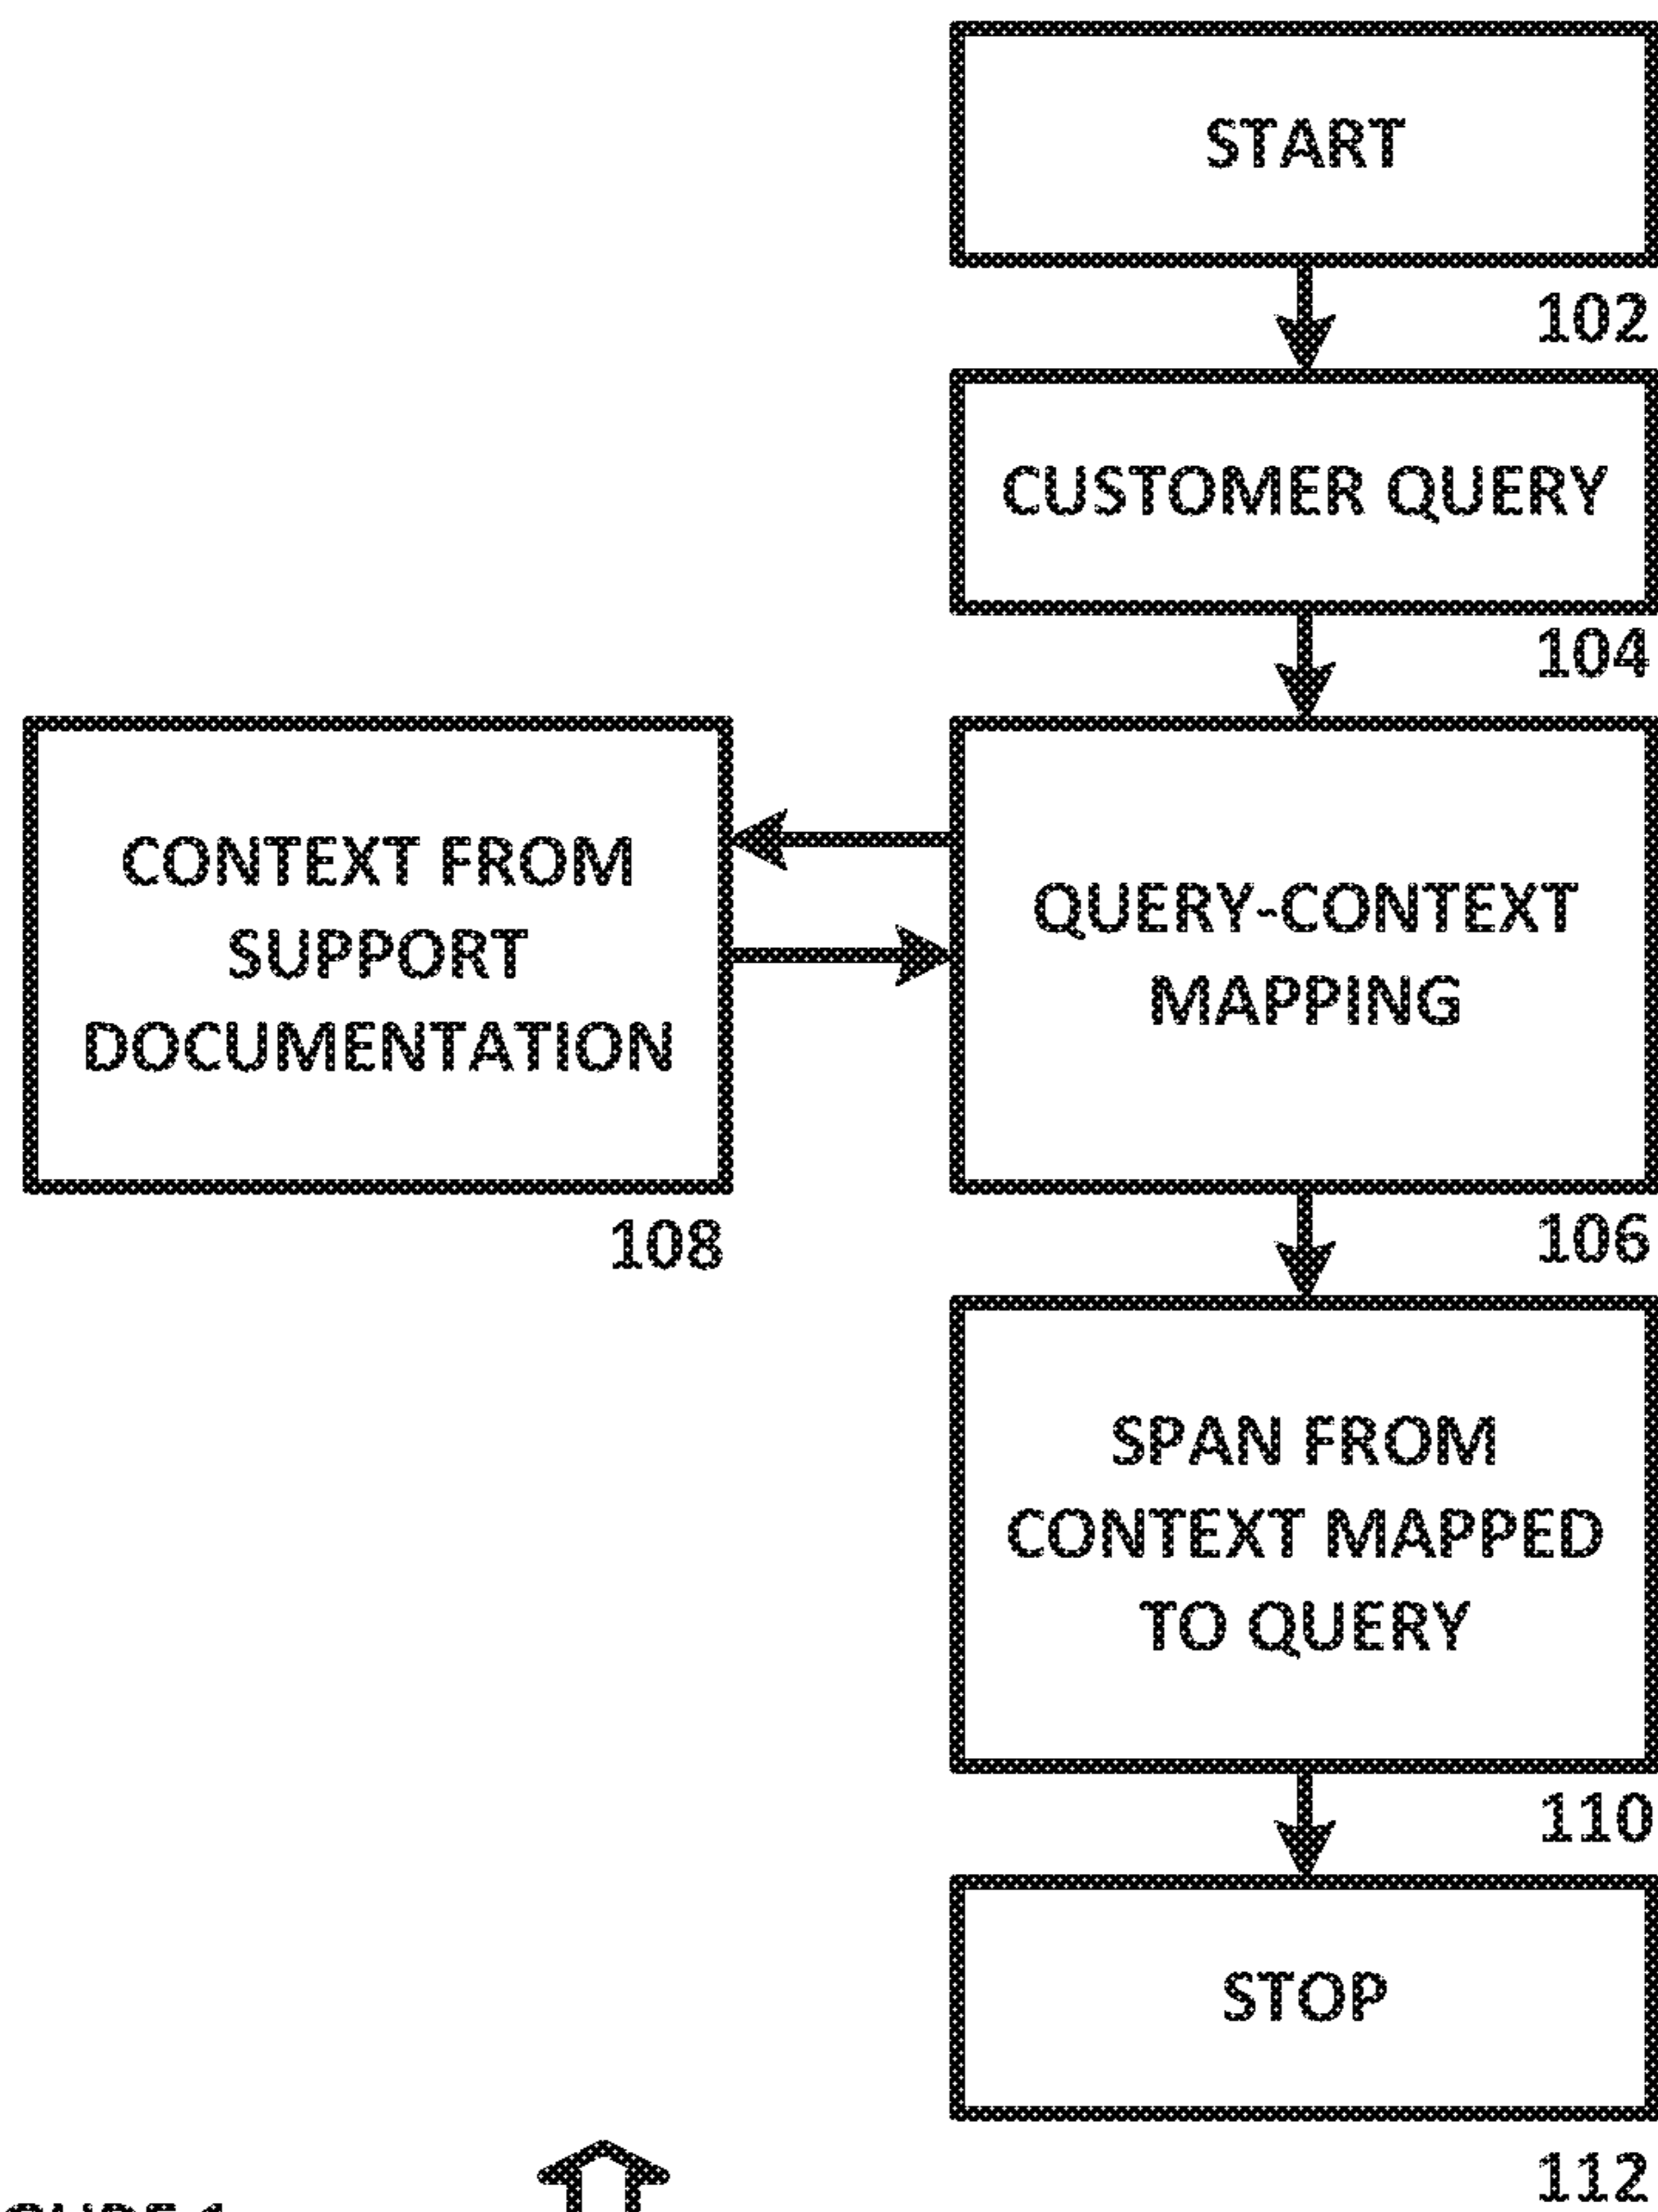 START
102
CUSTOMER QUERY
104
CONTEXT FROM
SUPPORT
DOCUMENTATION
108
QUERY-CONTEXT
MAPPING
106
SPAN FROM
CONTEXT MAPPED
TO QUERY
110
STOP
112